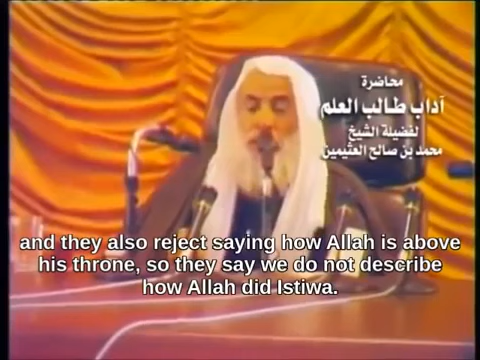 محاضرة
آداب طالب العلم
لفضيلة الشيخ
محمد بن صالح العثيمين
and they also reject saying how Allah is above
his throne, so they say we do not describe
how Allah did Istiwa.